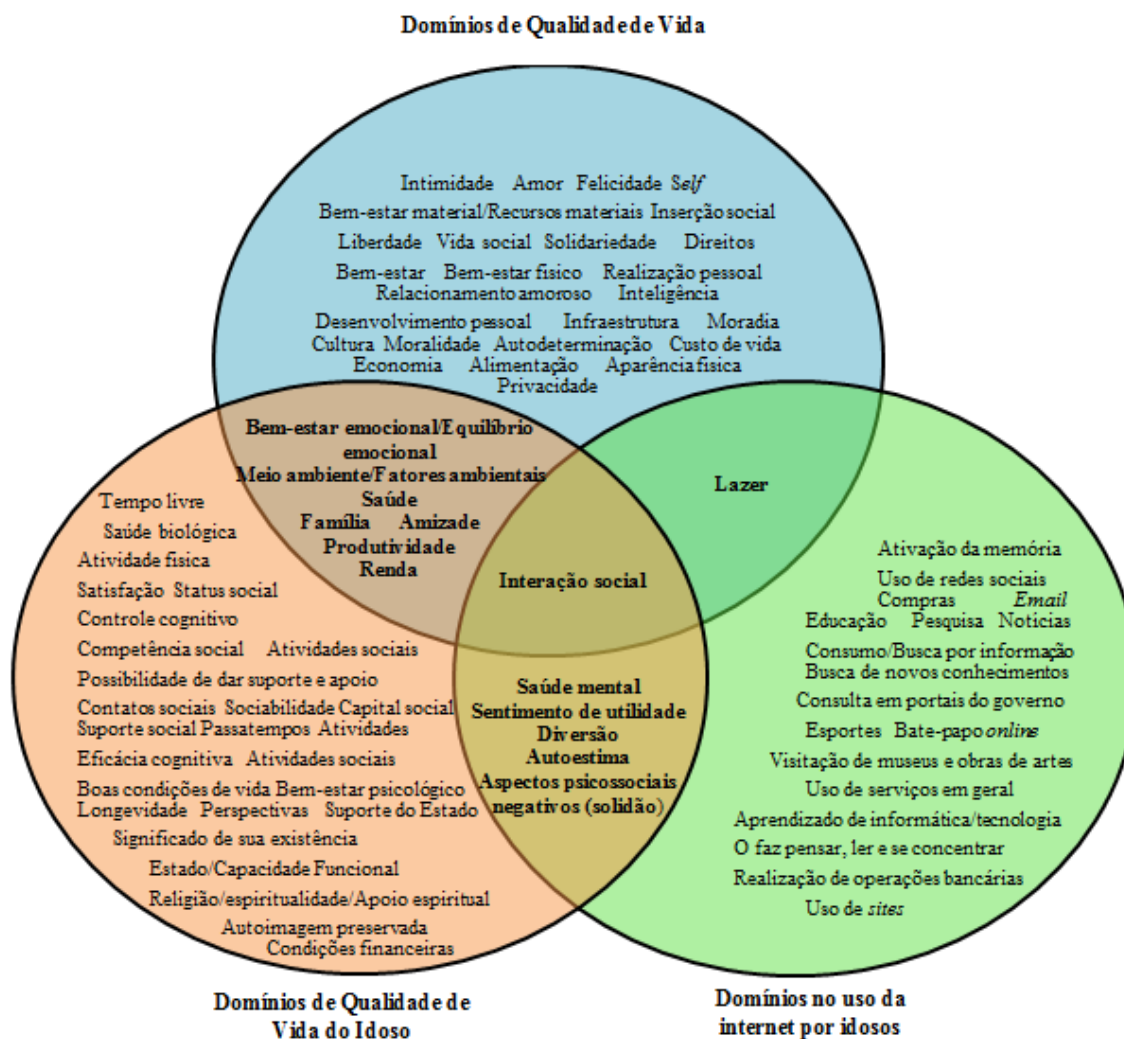 Domínios de Qualidade de Vida
Intimidade Amor Felicidade Self
Bem-estar material/Recursos materiais Inserção social
Liberdade Vida social Solidariedade Direitos
Bem-estar Bem-estar fisico Realização pessoal
Relacionamento amoroso Inteligência
Desenvolvimento pessoal Infraestrutura Moradia
Cultura Moralidade Autodeterminação Custo de vida
Economia Alimentação Aparência fisica
Privacidade
Bem-estar emocional/Equilíbrio
emocional
Meio ambiente/Fatores ambientais
Saúde
Família Amizade
Produtividade
Renda
Lazer
Interação social
Tempo livre
Saúde biológica
Atividade fisica
Satisfação Status social
Controle cognitivo
Competência social Atividades sociais
Possibilidade de dar suporte e apoio
Contatos sociais Sociabilidade Capital social
Suporte social Passatempos Atividades
Eficácia cognitiva Atividades sociais
Boas condições de vida Bem-estar psicológico
Longevidade Perspectivas Suporte do Estado
Significado de sua existência
Estado/Capacidade Funcional
Religião/espiritualidade/Apoio espiritual
Autoimagem preservada
Condições financeiras
Saúde mental
Sentimento de utilidade
Diversão
Autoestima
Aspectos psicossociais
negativos (solidão)
Ativação da memória
Uso de redes sociais
Compras Email
Educação Pesquisa Notícias
Consumo/Busca por informação
Busca de novos conhecimentos
Consulta em portais do governo
Esportes Bate-papo online
Visitação de museus e obras de artes
Uso de serviços em geral
Aprendizado de informática/tecnologia
O faz pensar, ler e se concentrar
Realização de operações bancárias
Uso de sites
Domínios de Qualidade de
Vida do Idoso
Domínios no uso da
internet por idosos